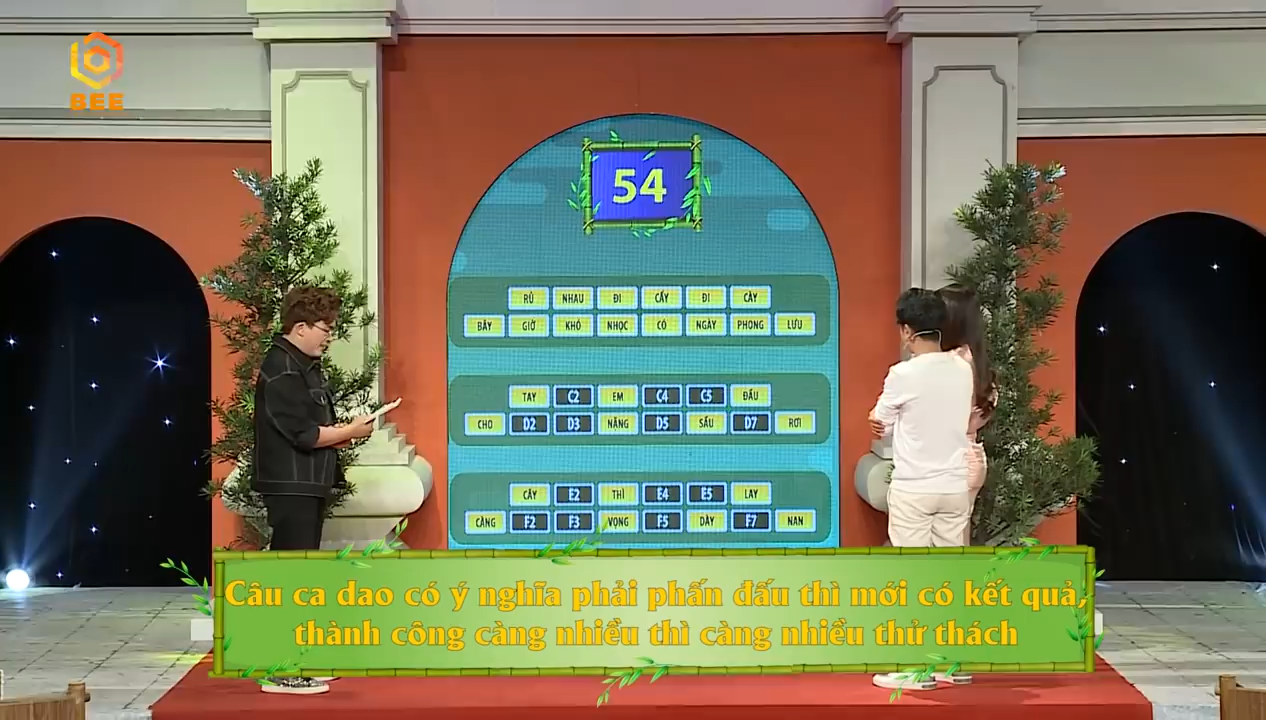 BEE
54
RỦ NHAU ĐI CẤY ĐI CÀY
BÂY GIỜ KHÓ NHỌC CÓ NGÀY PHONG LƯU
TAY C2 EM C4 C5 ĐẤU
CHO D2 D3 NẶNG D5 SẦU D7 RƠI
CÂY E2 THÌ E4 E5 LAY
CÀNG F2 F3 VỌNG F5 DÀY F7 NAN
Câu ca dao có ý nghĩa phải phấn đấu thì mới có kết quả,
thành công càng nhiều thì càng nhiều thử thách